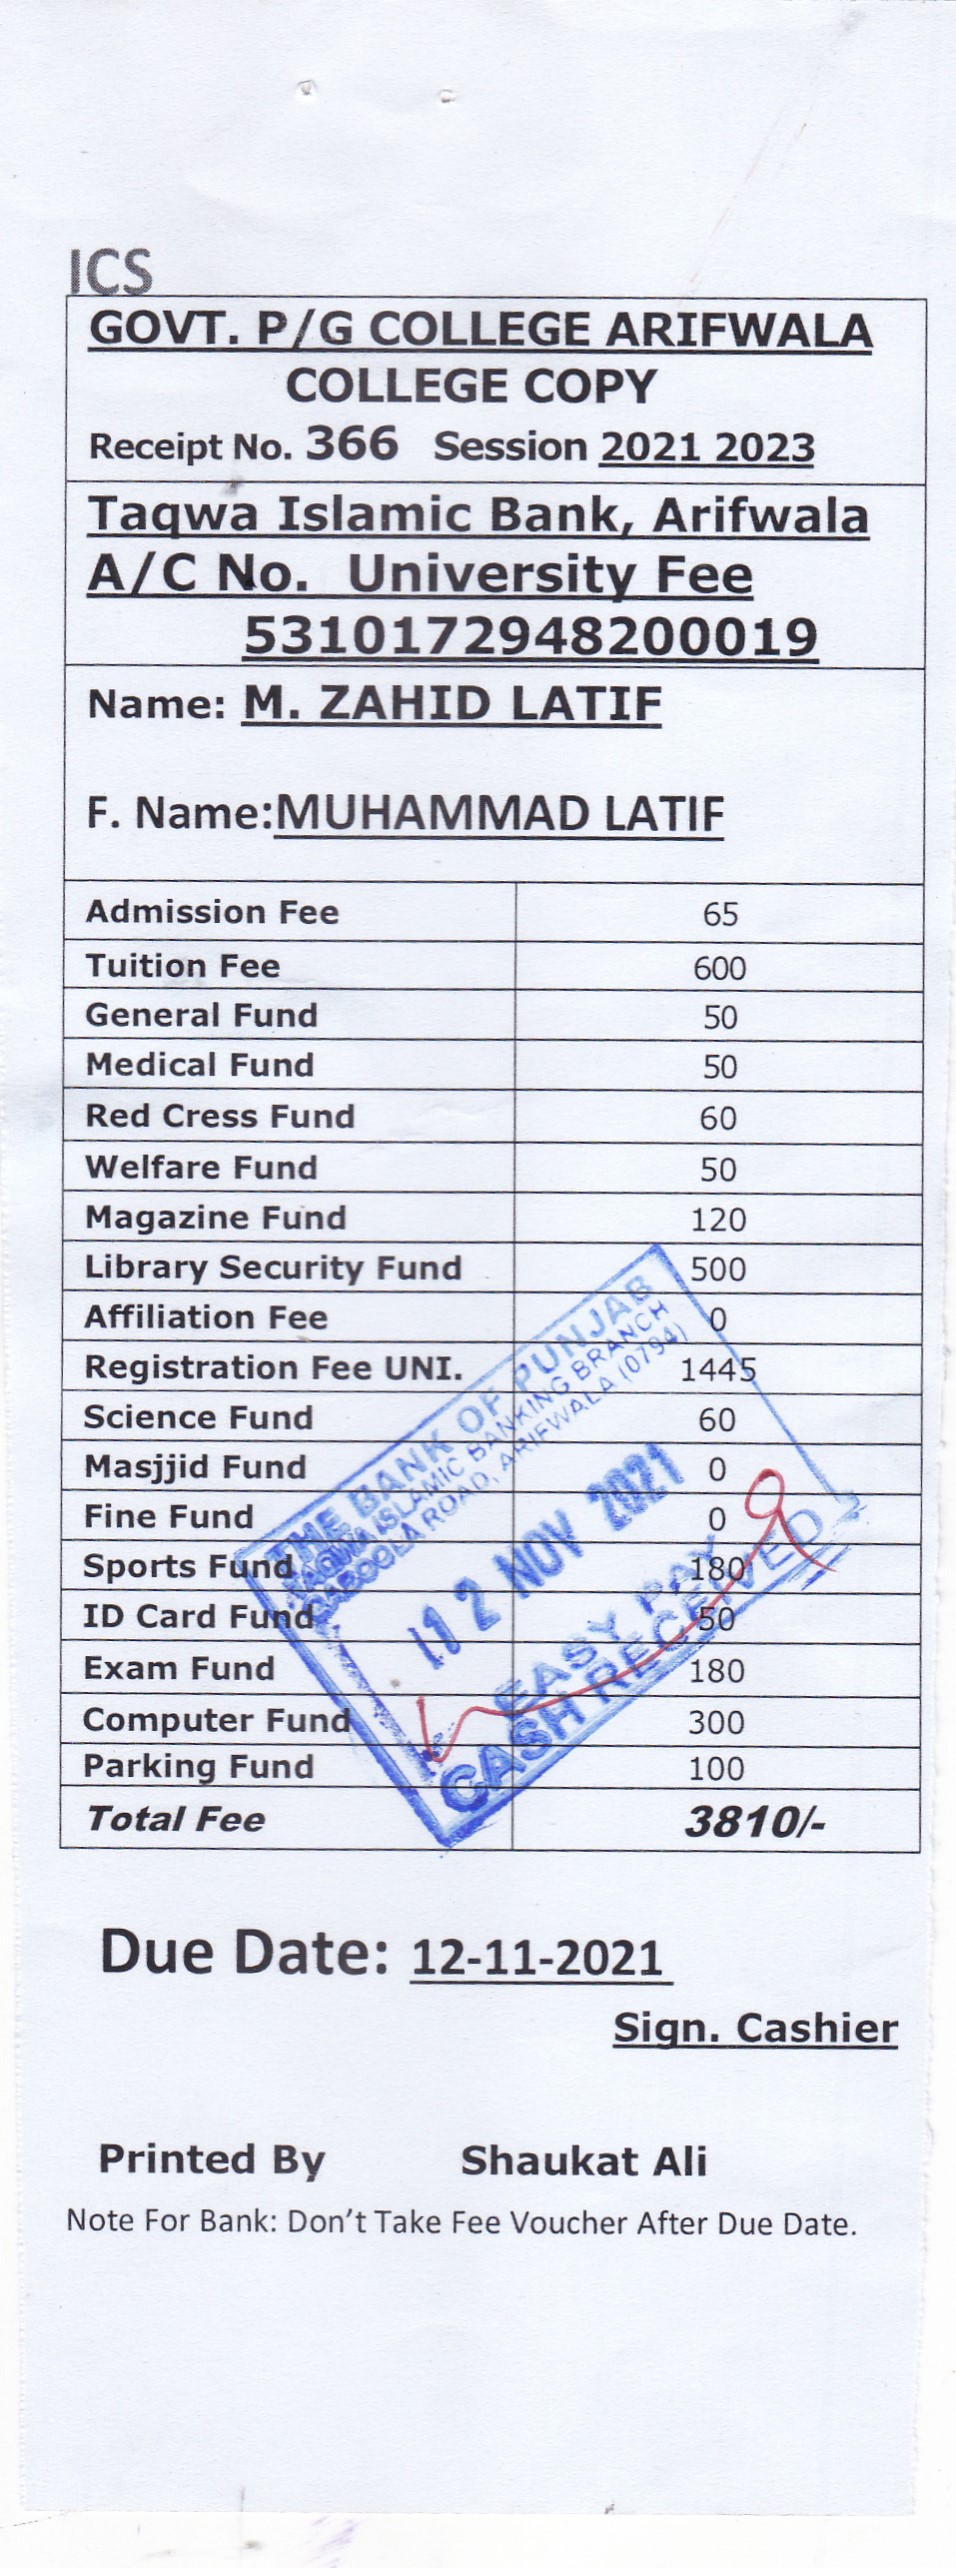 ICS
GOVT. P/G COLLEGE ARIFWALA
COLLEGE COPY
Receipt No. 366 Session 2021 2023
Taqwa Islamic Bank, Arifwala
A/C No. University Fee
5310172948200019
Name: M. ZAHID LATIF
F. Name:MUHAMMAD LATIF
Admission Fee 65
Tuition Fee 600
General Fund 50
Medical Fund 50
Red Cress Fund 60
Welfare Fund 50
Magazine Fund 120
Library Security Fund 500
Affiliation Fee 0
Registration Fee UNI. 1445
Science Fund 60
Masjjid Fund 0
Fine Fund 0
Sports Fund 180
ID Card Fund 50
Exam Fund 180
Computer Fund 300
Parking Fund 100
Total Fee 3810/-
THE BANK OF PUNJAB
TAQWA ISLAMIC BANKING BRANCH
QABOOLA ROAD, ARIFWALA (0794)
12 NOV 2021
EASY PAY
CASH RECEIVED
Due Date: 12-11-2021
Sign. Cashier
Printed By Shaukat Ali
Note For Bank: Don’t Take Fee Voucher After Due Date.